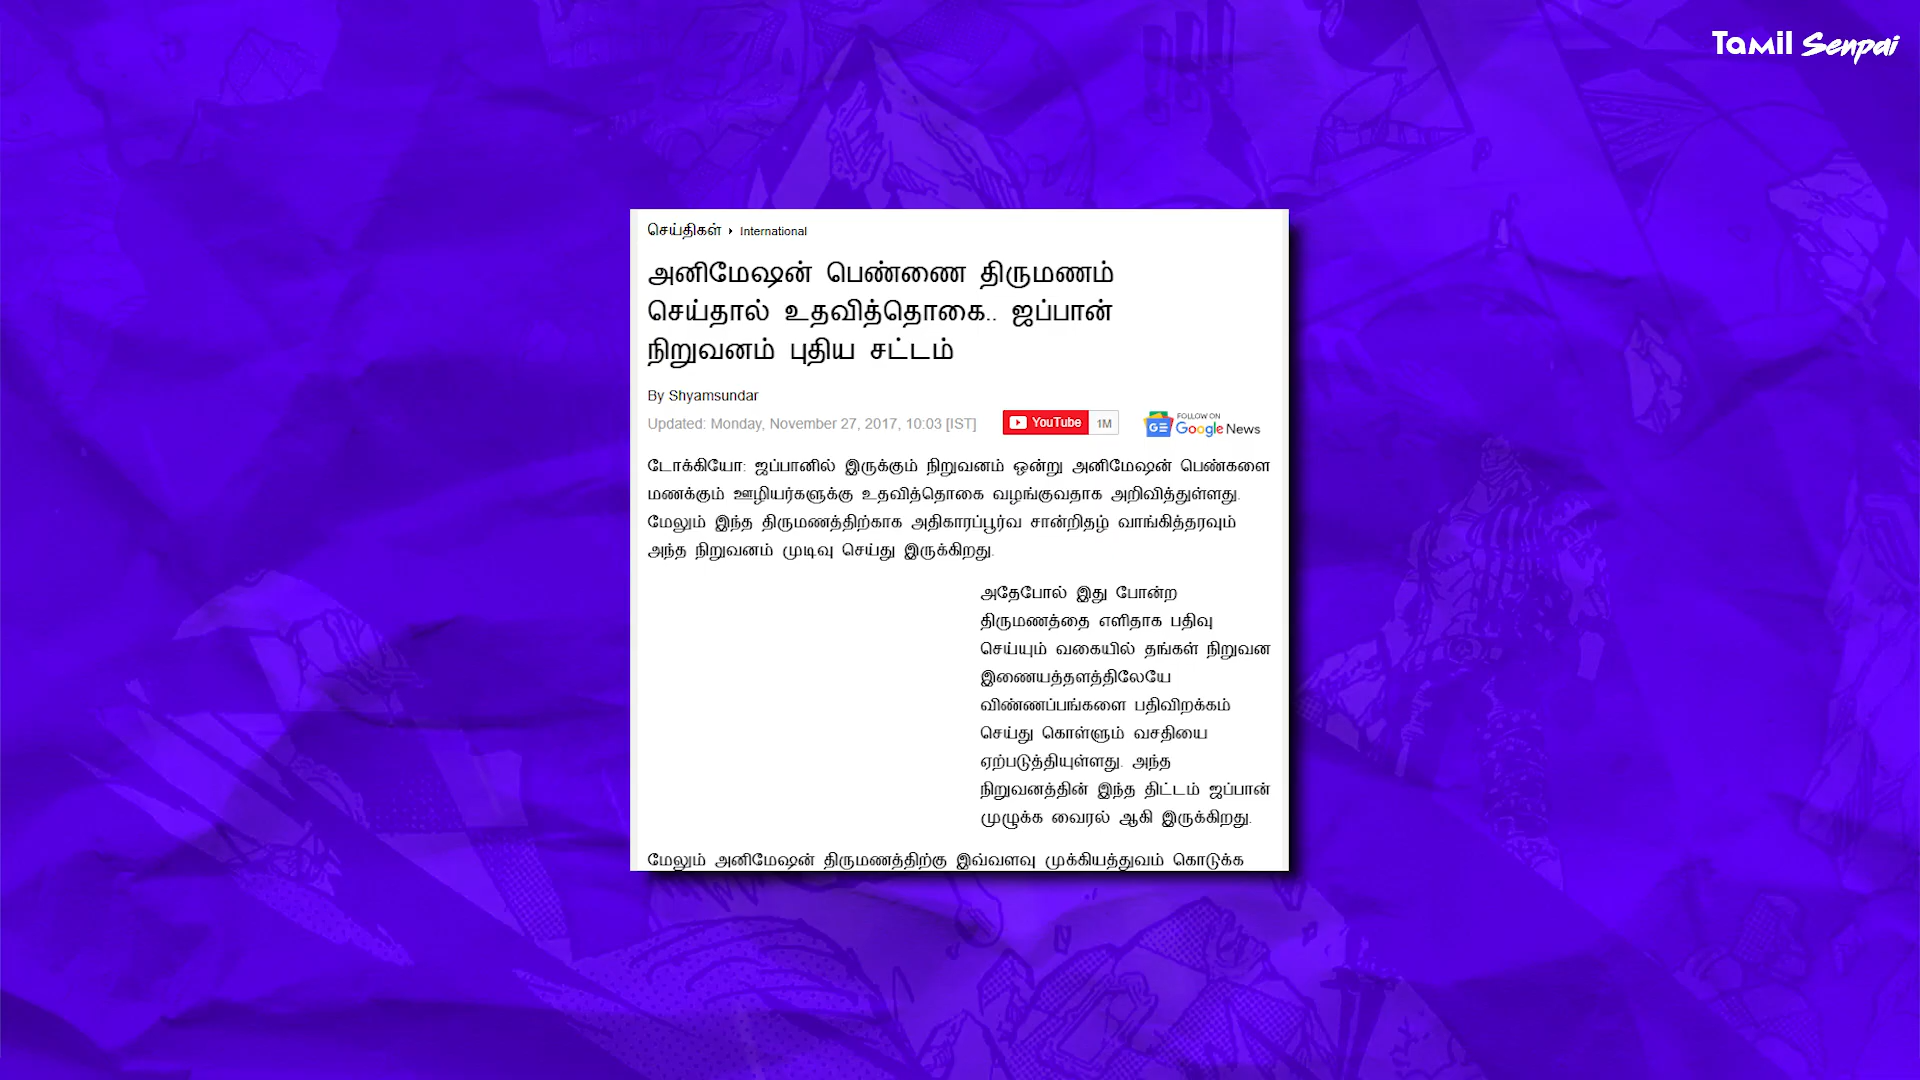 Tamil Senpai
செய்திகள் International
அனிமேஷன் பெண்ணை திருமணம்
செய்தால் உதவித்தொகை.. ஜப்பான்
நிறுவனம் புதிய சட்டம்
By Shyamsundar
Updated: Monday, November 27, 2017, 10:03 [IST] YouTube 1M GE FOLLOW ON Google News
டோக்கியோ: ஜப்பானில் இருக்கும் நிறுவனம் ஒன்று அனிமேஷன் பெண்களை
மணக்கும் ஊழியர்களுக்கு உதவித்தொகை வழங்குவதாக அறிவித்துள்ளது.
மேலும் இந்த திருமணத்திற்காக அதிகாரப்பூர்வ சான்றிதழ் வாங்கித்தரவும்
அந்த நிறுவனம் முடிவு செய்து இருக்கிறது.
அதேபோல் இது போன்ற
திருமணத்தை எளிதாக பதிவு
செய்யும் வகையில் தங்கள் நிறுவன
இணையத்தளத்திலேயே
விண்ணப்பங்களை பதிவிறக்கம்
செய்து கொள்ளும் வசதியை
ஏற்படுத்தியுள்ளது. அந்த
நிறுவனத்தின் இந்த திட்டம் ஜப்பான்
முழுக்க வைரல் ஆகி இருக்கிறது.
மேலும் அனிமேஷன் திருமணத்திற்கு இவ்வளவு முக்கியத்துவம் கொடுக்க